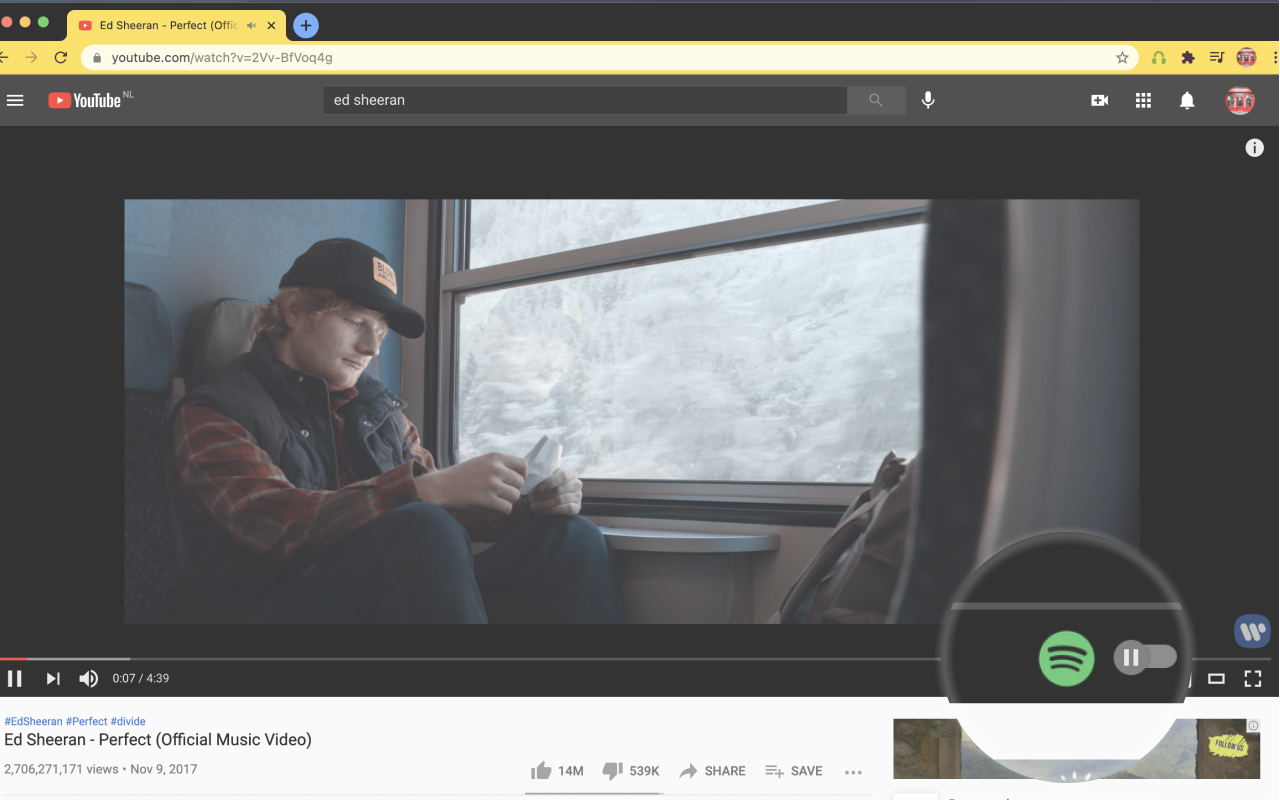 Ed Sheeran - Perfect (Offic
youtube.com/watch?v=2Vv-BfVoq4g
YouTube NL
ed sheeran
0:07 / 4:39
#EdSheeran #Perfect #divide
Ed Sheeran - Perfect (Official Music Video)
2,706,271,171 views • Nov 9, 2017
14M
539K
SHARE
SAVE
FOLLOW US